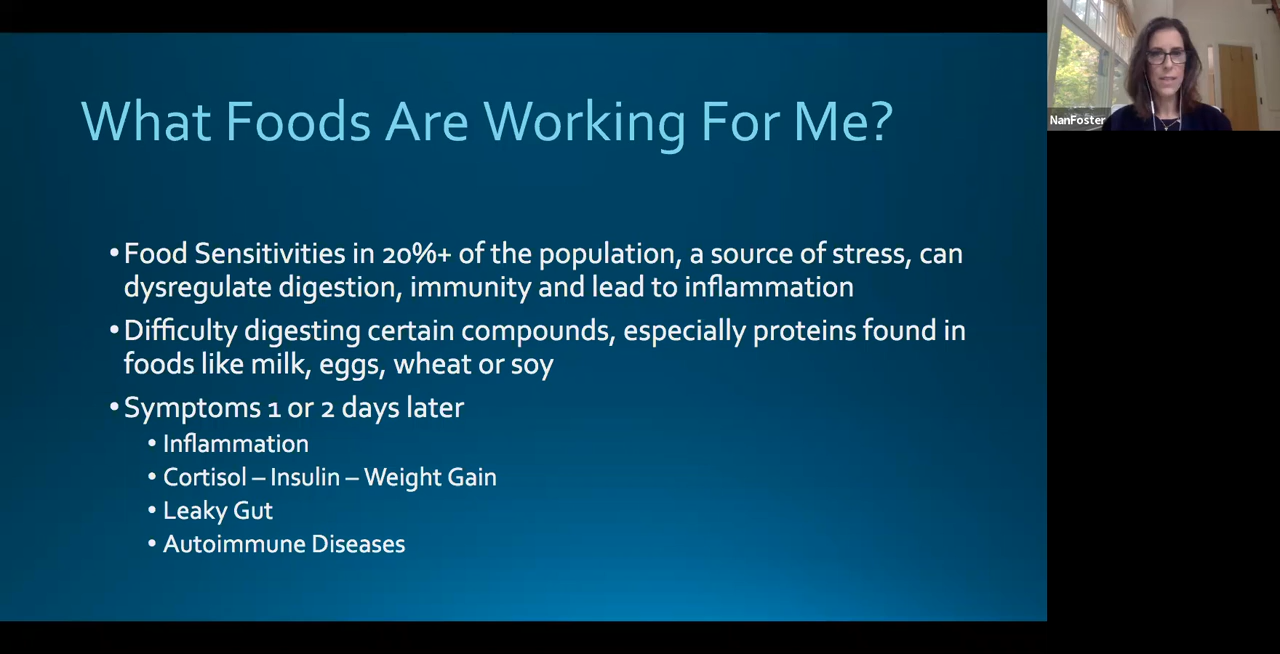 What Foods Are Working For Me?
•Food Sensitivities in 20%+ of the population, a source of stress, can
dysregulate digestion, immunity and lead to inflammation
•Difficulty digesting certain compounds, especially proteins found in
foods like milk, eggs, wheat or soy
•Symptoms 1 or 2 days later
• Inflammation
• Cortisol – Insulin – Weight Gain
• Leaky Gut
• Autoimmune Diseases
NanFoster